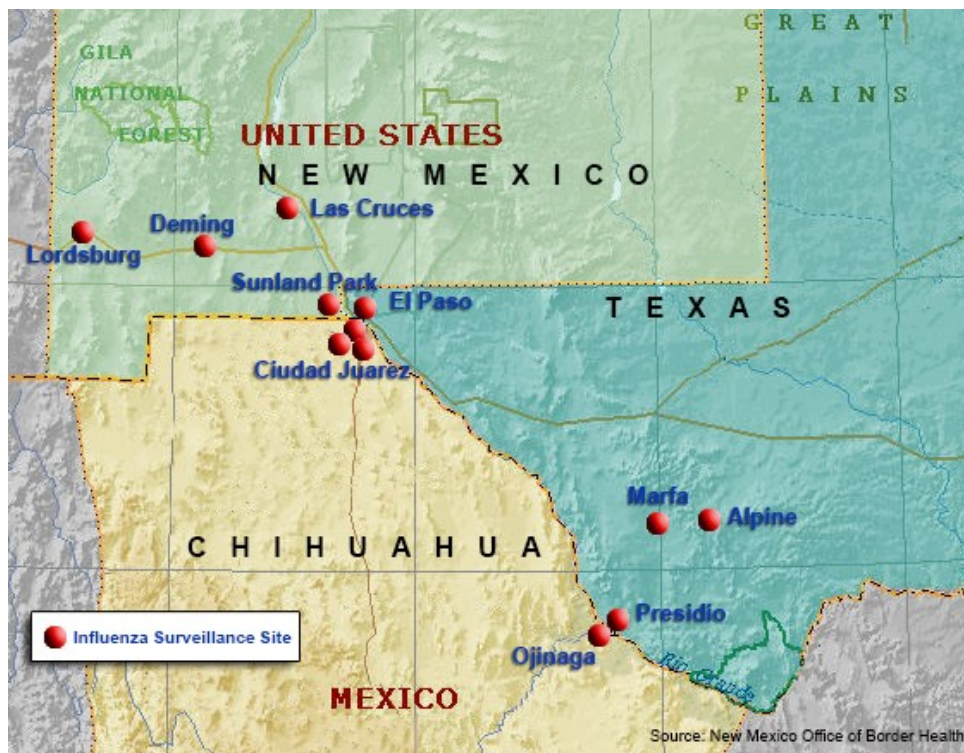 GREAT
PLAINS
GILA
NATIONAL
FOREST
UNITED STATES
NEW MEXICO
Las Cruces
Deming
Lordsburg
Sunland Park
El Paso
TEXAS
Ciudad Juarez
Marfa
Alpine
CHIHUAHUA
Presidio
Influenza Surveillance Site
Ojinaga
Rio Grande
MEXICO
Source: New Mexico Office of Border Health